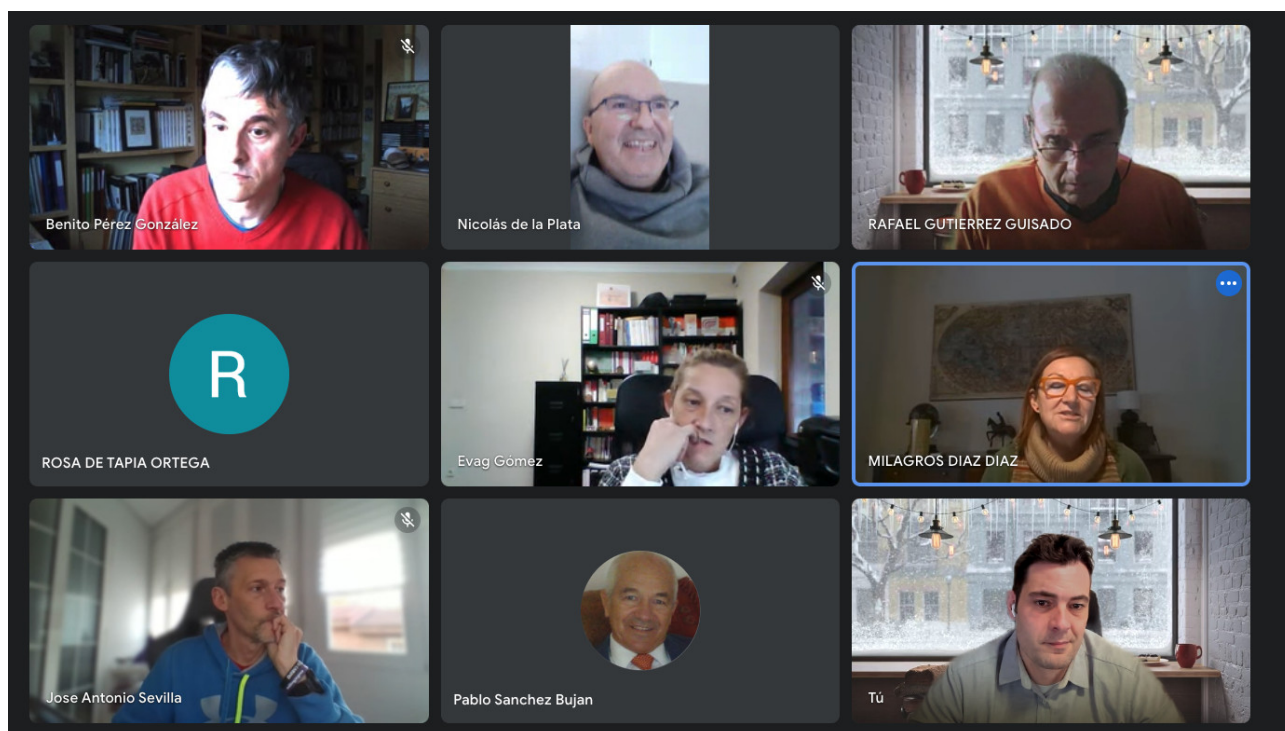 Benito Pérez González
Nicolás de la Plata
RAFAEL GUTIERREZ GUISADO
R
ROSA DE TAPIA ORTEGA
Evag Gómez
MILAGROS DIAZ DIAZ
Jose Antonio Sevilla
Pablo Sanchez Bujan
Tú